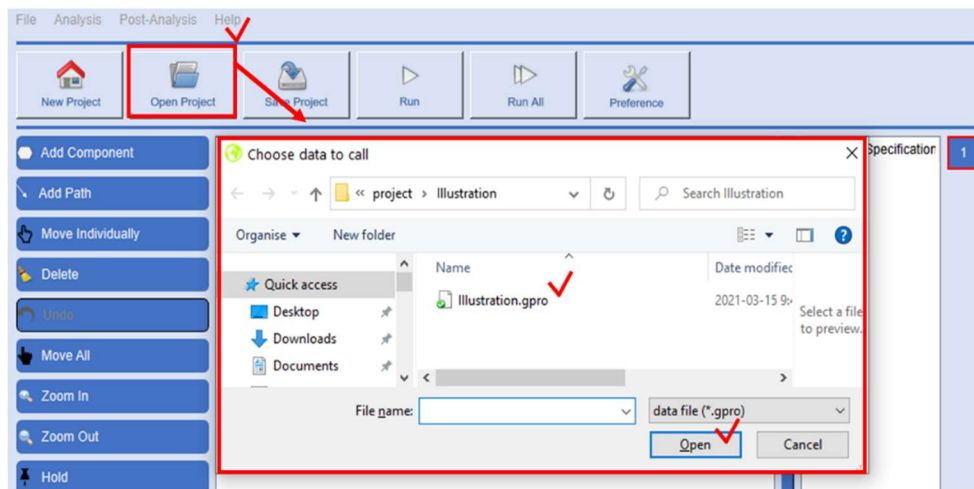 File Analysis Post-Analysis Help
New Project Open Project Save Project Run Run All Preference
Add Component
Add Path
Move Individually
Delete
Undo
Move All
Zoom In
Zoom Out
Hold
Choose data to call
« project › Illustration
Search Illustration
Organise
New folder
Name
Date modified
Quick access
Desktop
Downloads
Documents
Illustration.gpro
2021-03-15 9:
Select a file
to preview.
File name:
data file (*.gpro)
Open
Cancel
Specification
1